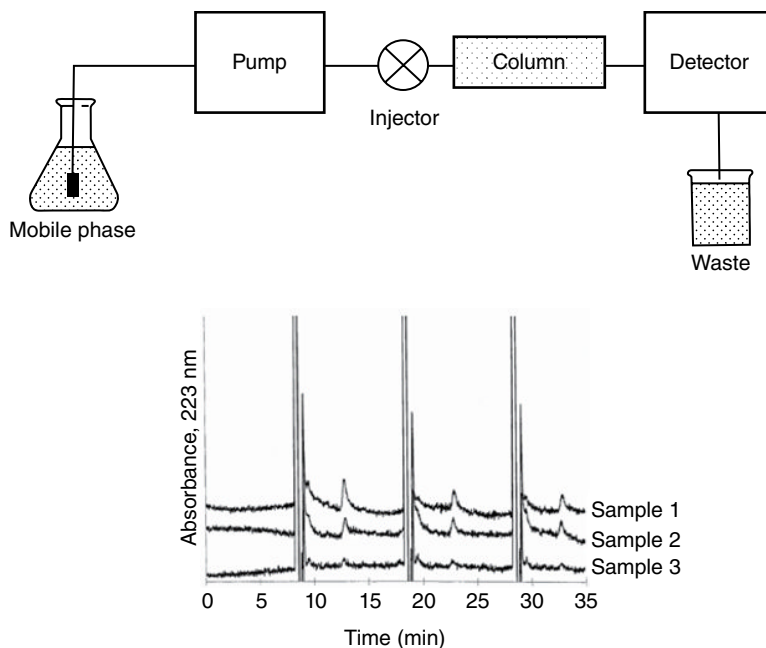 Pump
Column
Detector
Injector
Mobile phase
Waste
Absorbance, 223 nm
Sample 1
Sample 2
Sample 3
0 5 10 15 20 25 30 35
Time (min)